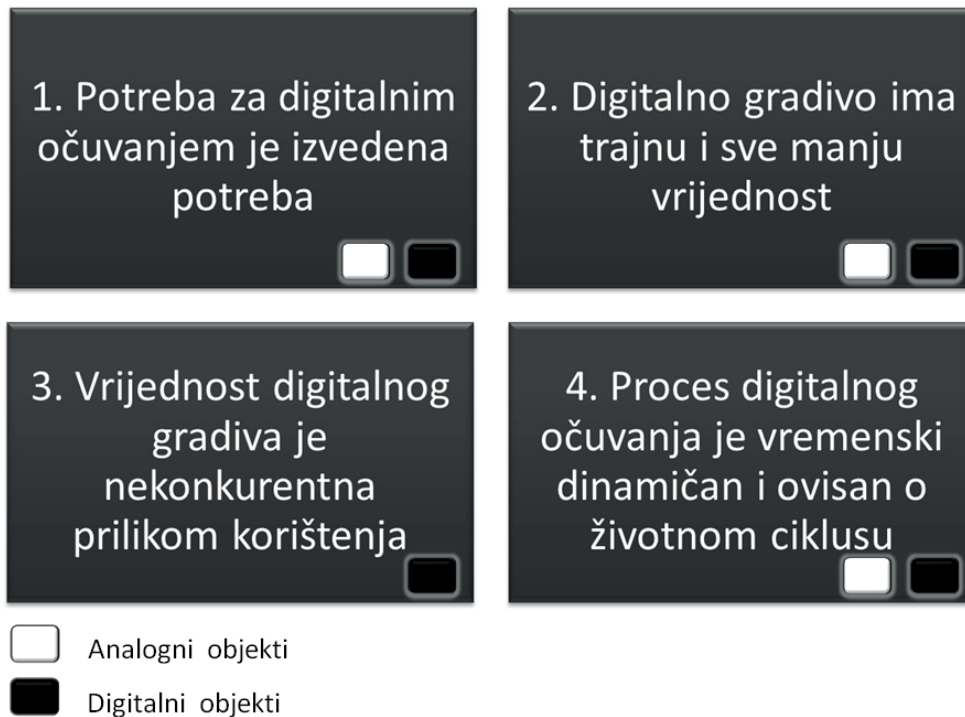 1. Potreba za digitalnim
očuvanjem je izvedena
potreba
2. Digitalno gradivo ima
trajnu i sve manju
vrijednost
3. Vrijednost digitalnog
gradiva je
nekonkurentna
prilikom korištenja
4. Proces digitalnog
očuvanja je vremenski
dinamičan i ovisan o
životnom ciklusu
Analogni objekti
Digitalni objekti